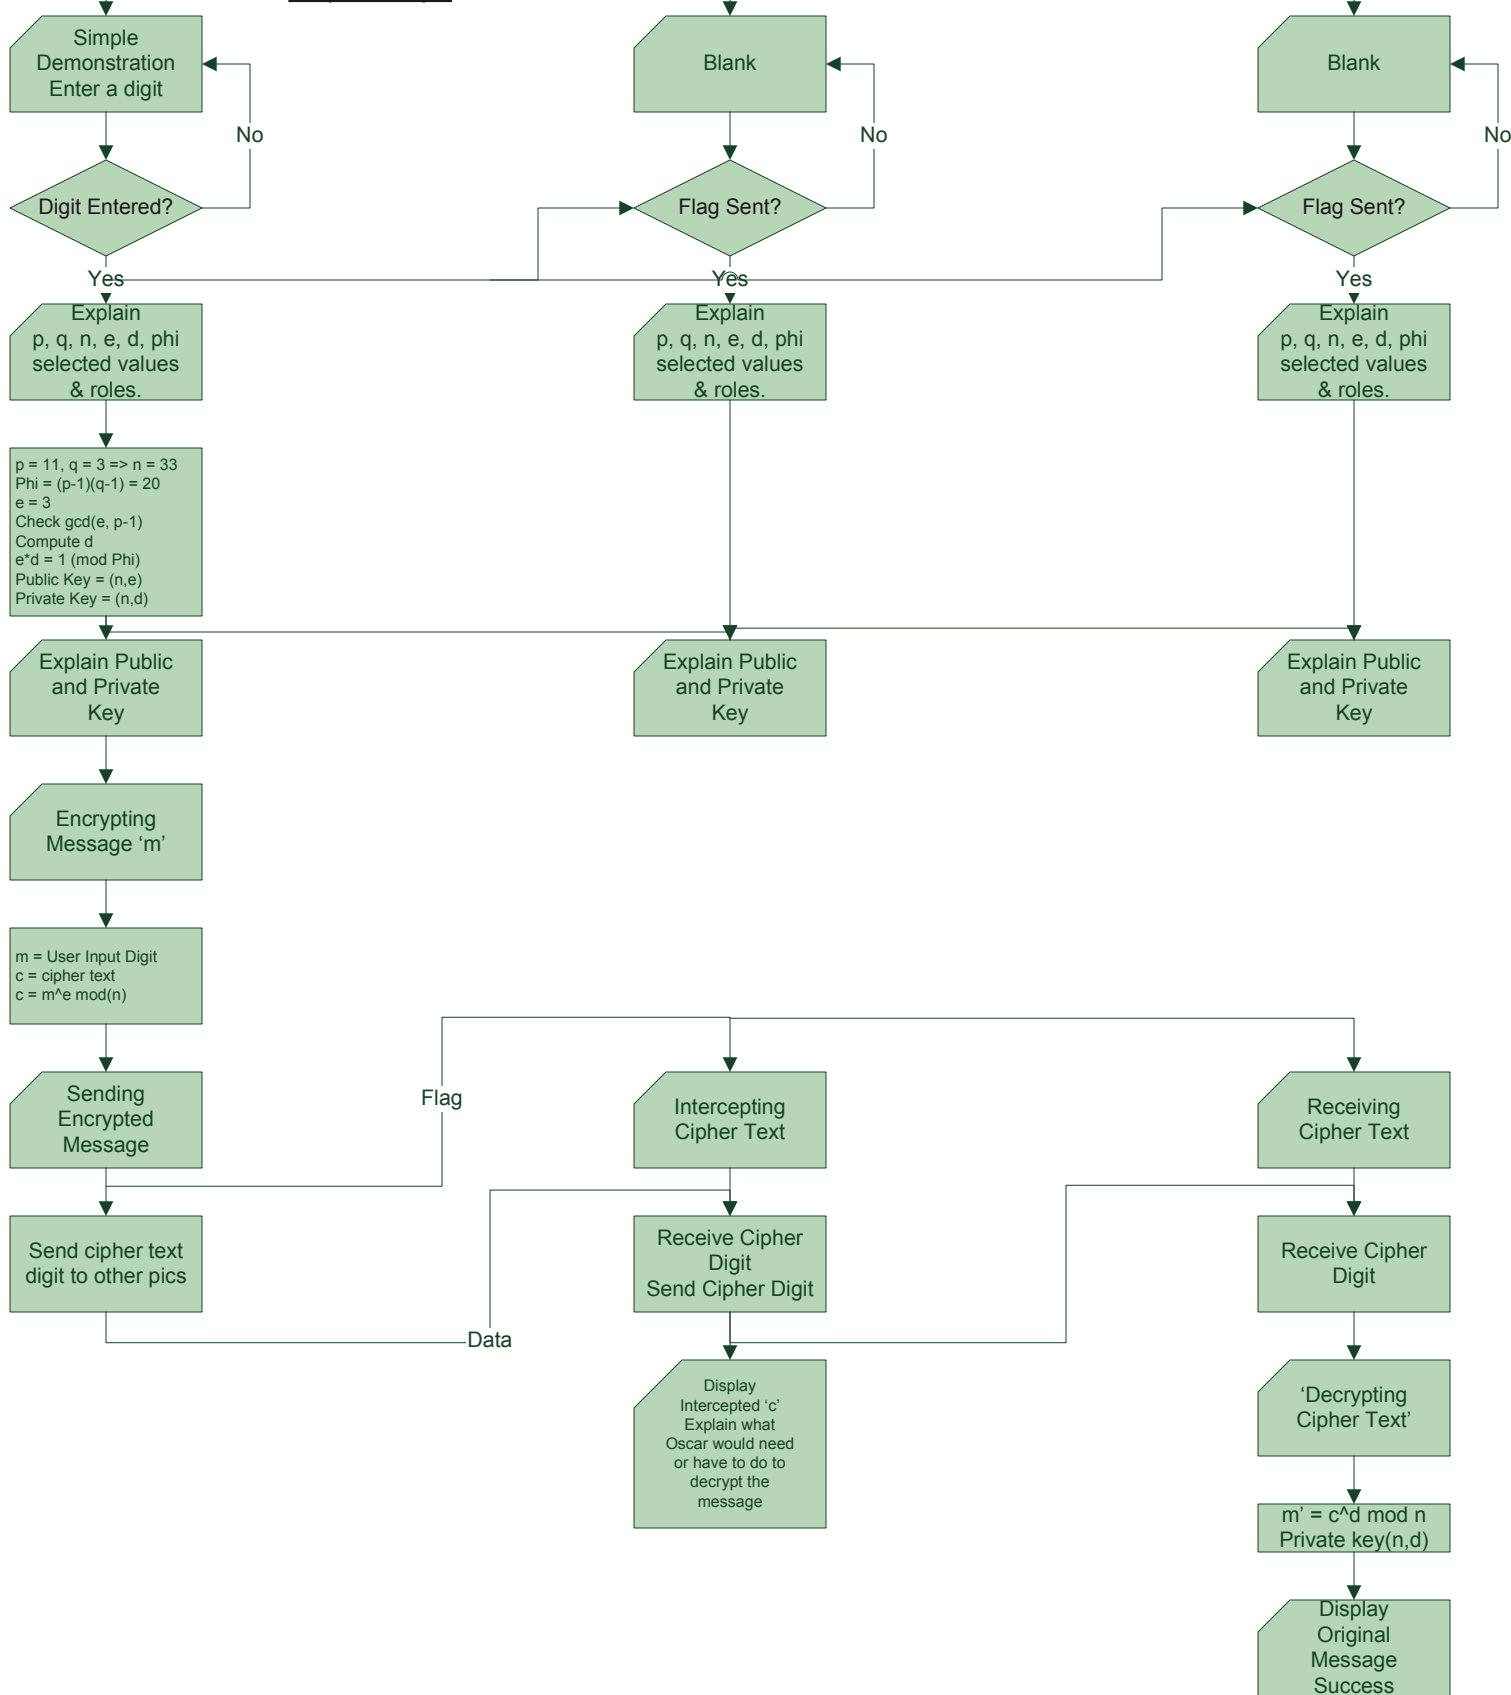 Simple
Demonstration
Enter a digit
No
Digit Entered?
Yes
Explain
p, q, n, e, d, phi
selected values
& roles.
p = 11, q = 3 => n = 33
Phi = (p-1)(q-1) = 20
e = 3
Check gcd(e, p-1)
Compute d
e*d = 1 (mod Phi)
Public Key = (n,e)
Private Key = (n,d)
Explain Public
and Private
Key
Encrypting
Message ‘m’
m = User Input Digit
c = cipher text
c = m^e mod(n)
Sending
Encrypted
Message
Flag
Send cipher text
digit to other pics
Data
Blank
No
Flag Sent?
Yes
Explain
p, q, n, e, d, phi
selected values
& roles.
Explain Public
and Private
Key
Intercepting
Cipher Text
Receive Cipher
Digit
Send Cipher Digit
Display
Intercepted ‘c’
Explain what
Oscar would need
or have to do to
decrypt the
message
Blank
No
Flag Sent?
Yes
Explain
p, q, n, e, d, phi
selected values
& roles.
Explain Public
and Private
Key
Receiving
Cipher Text
Receive Cipher
Digit
‘Decrypting
Cipher Text’
m’ = c^d mod n
Private key(n,d)
Display
Original
Message
Success